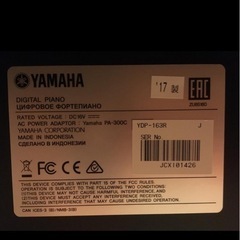 YAMAHA
DIGITAL PIANO
ЦИФРОВОЕ ФОРТЕПИАНО
RATED VOLTAGE : DC16V
AC POWER ADAPTOR : Yamaha PA-300C
YAMAHA CORPORATION
MADE IN INDONESIA
СДЕЛАНО В ИНДОНЕЗИИ
'17
EAC
YDP-163R J
SER No.
JCXI01426
THIS DEVICE COMPLIES WITH PART 15 OF THE FCC RULES.
OPERATION IS SUBJECT TO THE FOLLOWING TWO CONDITIONS:
(1) THIS DEVICE MAY NOT CAUSE HARMFUL INTERFERENCE, AND
(2) THIS DEVICE MUST ACCEPT ANY INTERFERENCE RECEIVED,
INCLUDING INTERFERENCE THAT MAY CAUSE UNDESIRED OPERATION.